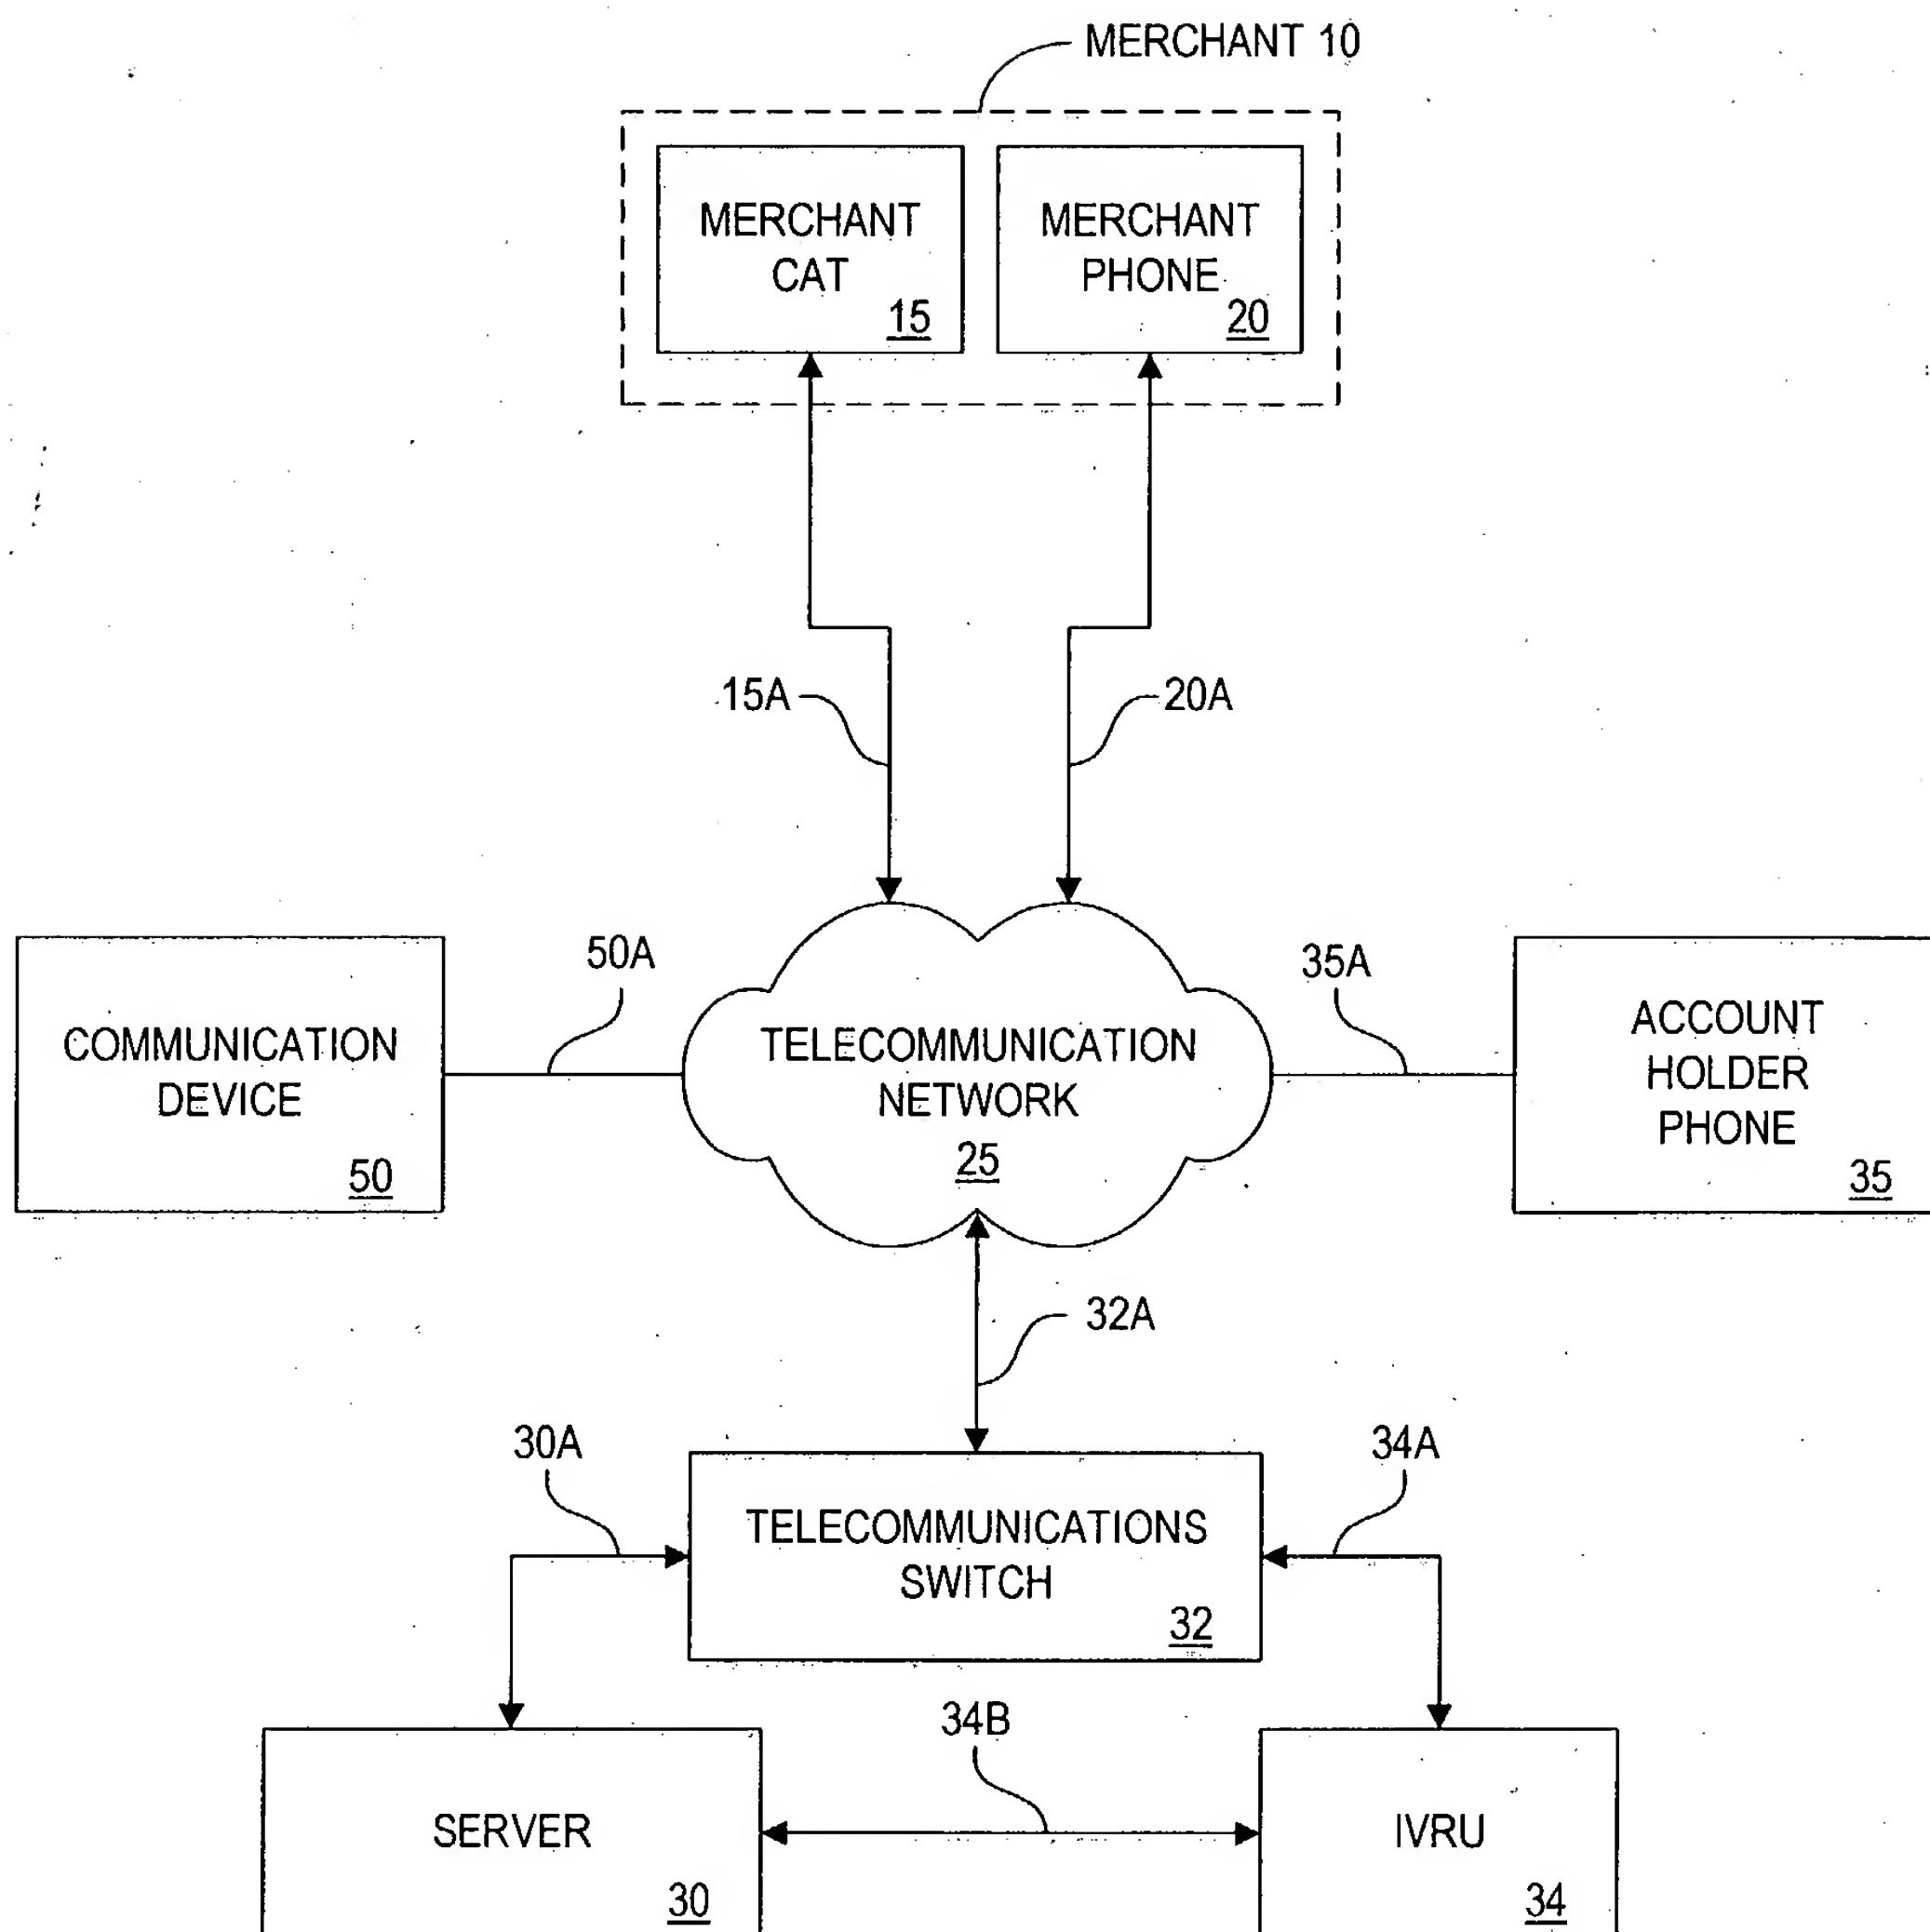 MERCHANT 10
MERCHANT
CAT
15
MERCHANT
PHONE
20
15A
20A
COMMUNICATION
DEVICE
50
50A
TELECOMMUNICATION
NETWORK
25
35A
ACCOUNT
HOLDER
PHONE
35
32A
30A
TELECOMMUNICATIONS
SWITCH
32
34A
SERVER
30
34B
IVRU
34